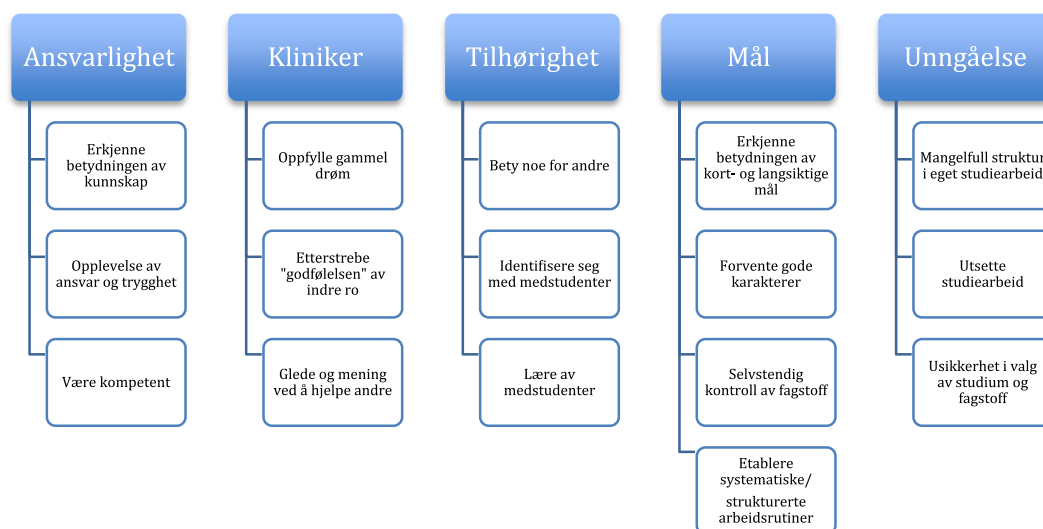 Ansvarlighet
Erkjenne
betydningen av
kunnskap
Opplevelse av
ansvar og trygghet
Være kompetent
Kliniker
Oppfylle gammel
drøm
Etterstrebe
"godfølelsen" av
indre ro
Glede og mening
ved å hjelpe andre
Tilhørighet
Bety noe for andre
Identifisere seg
med medstudenter
Lære av
medstudenter
Mål
Erkjenne
betydningen av
kort- og langsiktige
mål
Forvente gode
karakterer
Selvstendig
kontroll av fagstoff
Etablere
systematiske/
strukturerte
arbeidsrutiner
Unngåelse
Mangelfull struktur
i eget studiearbeid
Utsette
studiearbeid
Usikkerhet i valg
av studium og
fagstoff